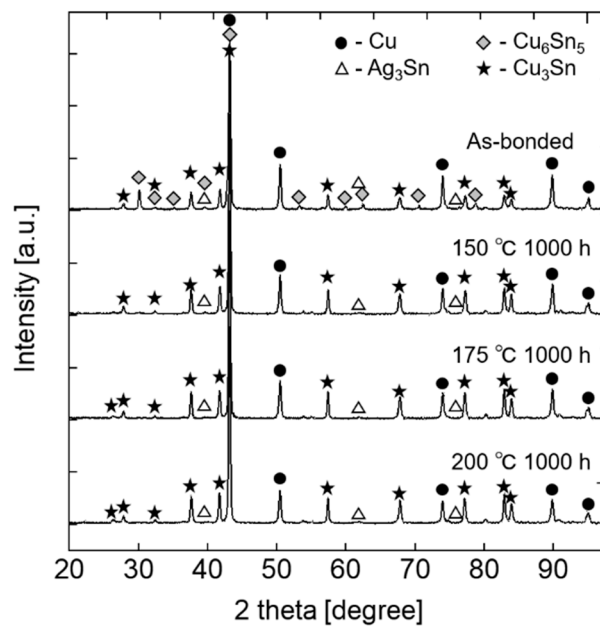 ● - Cu ◆ - Cu₆Sn₅
△ - Ag₃Sn ★ - Cu₃Sn
As-bonded
150 ℃ 1000 h
175 ℃ 1000 h
200 ℃ 1000 h
Intensity [a.u.]
20 30 40 50 60 70 80 90
2 theta [degree]